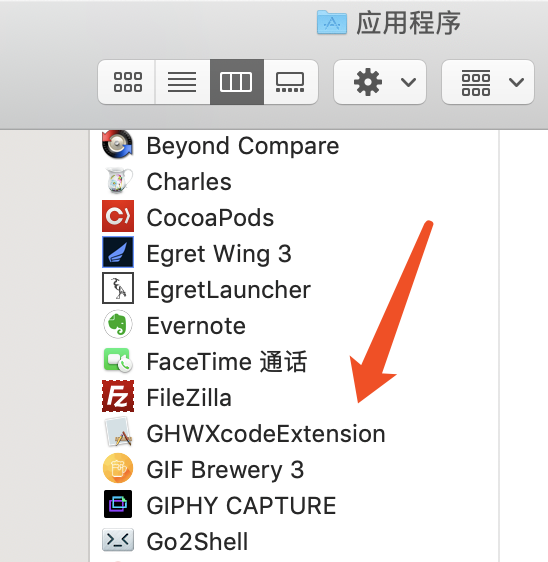 应用程序
Beyond Compare
Charles
CocoaPods
Egret Wing 3
EgretLauncher
Evernote
FaceTime 通话
FileZilla
GHWXcodeExtension
GIF Brewery 3
GIPHY CAPTURE
Go2Shell